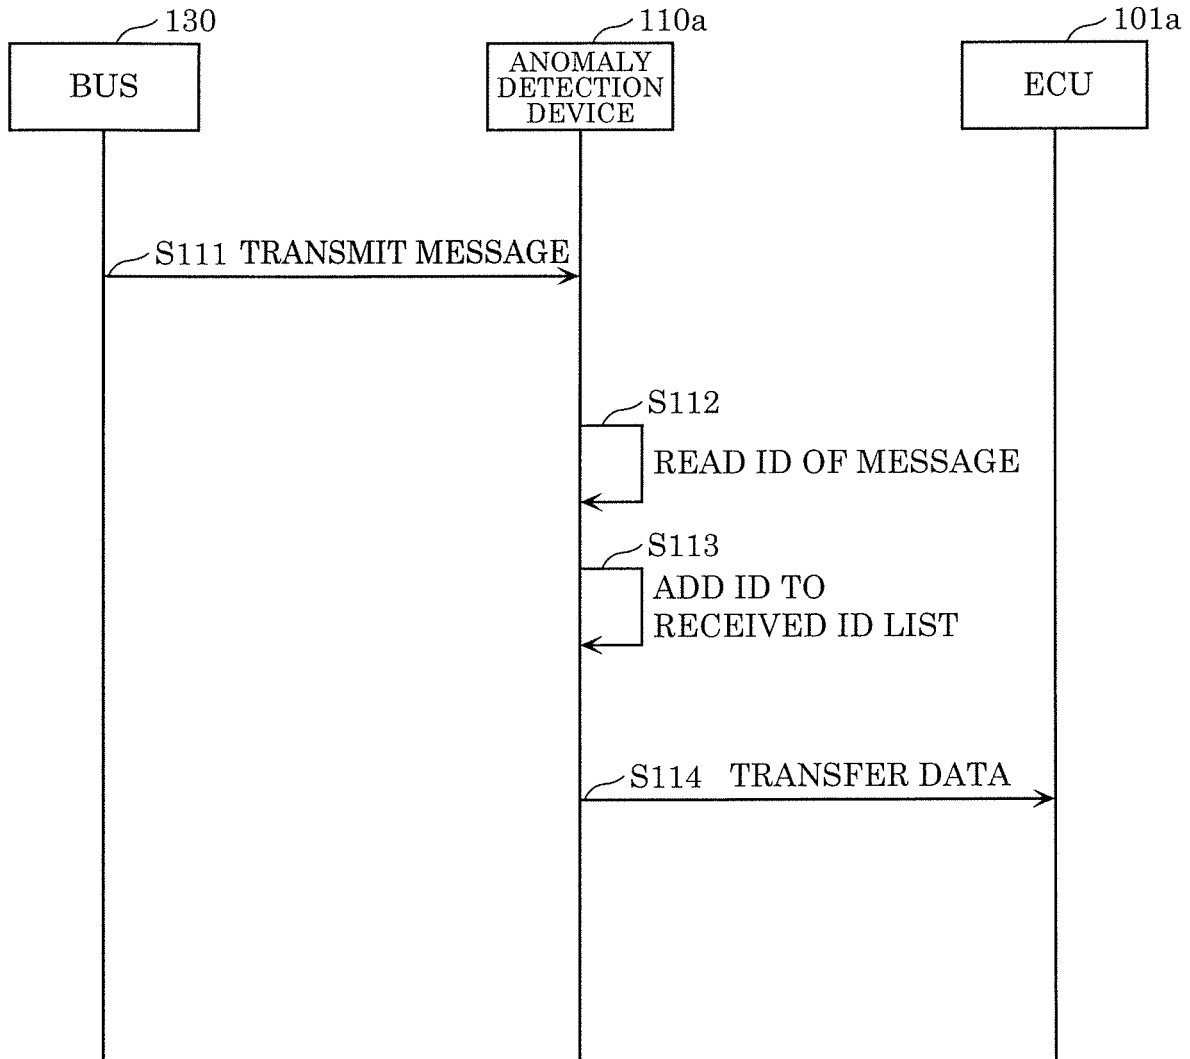 130
110a
101a
BUS
ANOMALY
DETECTION
DEVICE
ECU
S111 TRANSMIT MESSAGE
S112
READ ID OF MESSAGE
S113
ADD ID TO
RECEIVED ID LIST
S114 TRANSFER DATA